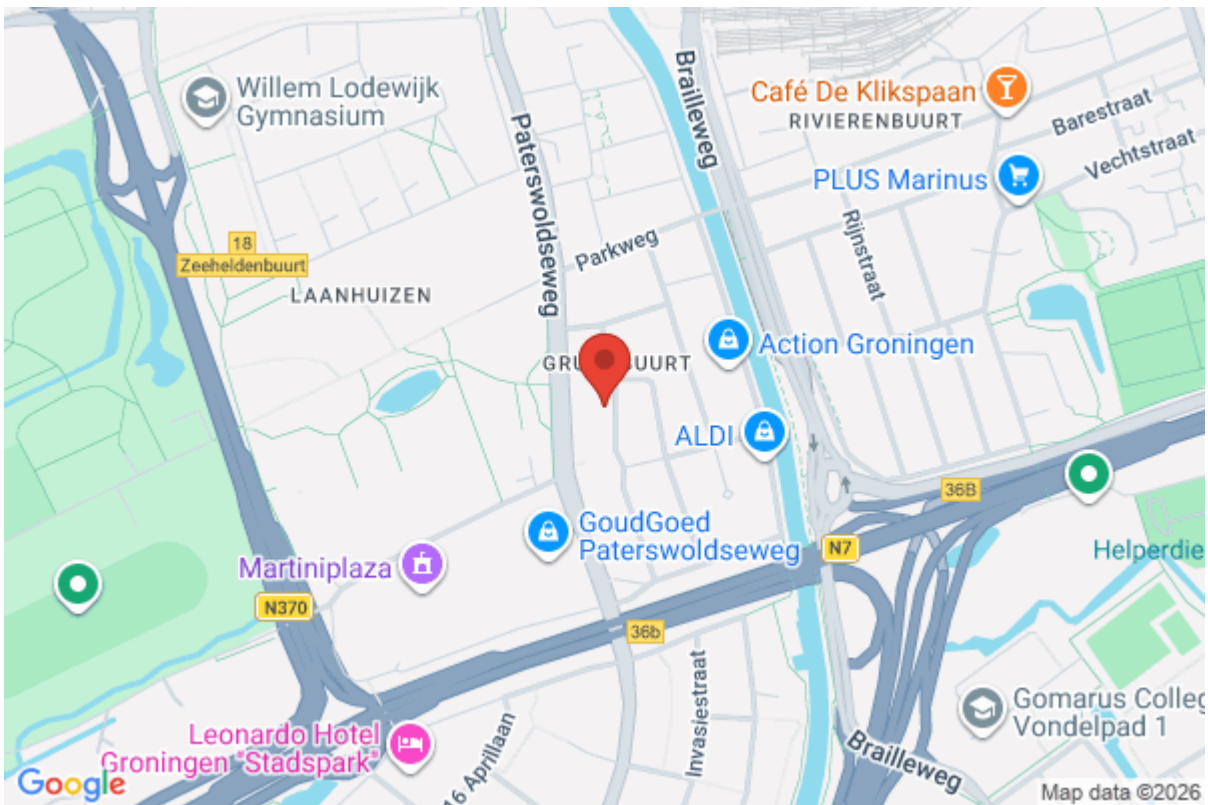 Willem Lodewijk
Gymnasium
Paterswoldseweg
Brailleweg
Café De Klikspaan
RIVIERENBUURT
Barestraat
Vechtstraat
PLUS Marinus
Rijnstraat
18
Zeeheldenbuurt
Parkweg
LAANHUIZEN
Action Groningen
ALDI
36B
GoudGoed
Paterswoldseweg
N7
Helperdie
Martiniplaza
N370
36b
Invasiestraat
Gomarus Colleg
Vondelpad 1
Leonardo Hotel
Groningen "Stadspark"
16 Aprillaan
Brailleweg
Google
Map data ©2026